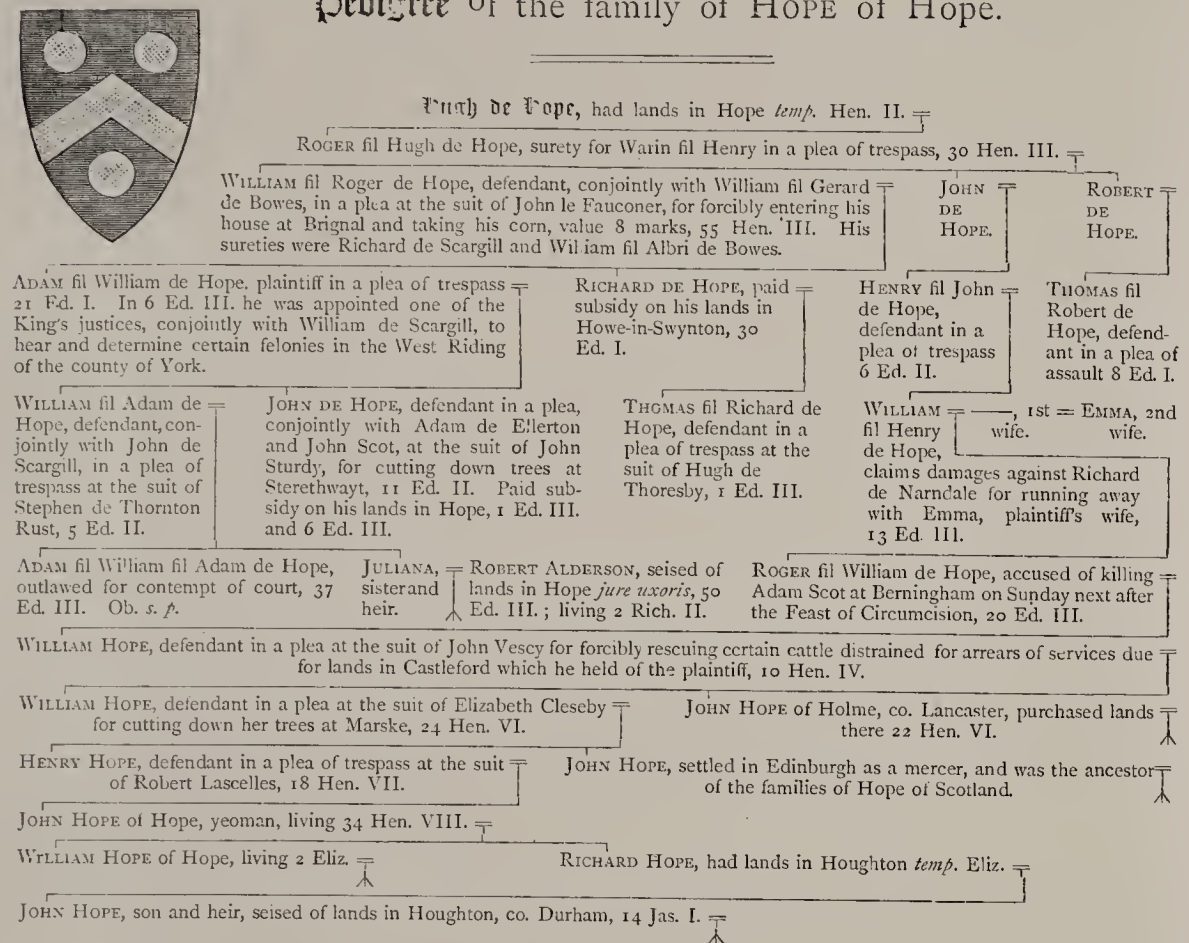 Pedigree of the family of HOPE of Hope.
Hugh de Hope, had lands in Hope temp. Hen. II.
ROGER fil Hugh de Hope, surety for Warin fil Henry in a plea of trespass, 30 Hen. III.
WILLIAM fil Roger de Hope, defendant, conjointly with William fil Gerard
de Bowes, in a plea at the suit of John le Fauconer, for forcibly entering his
house at Brignal and taking his corn, value 8 marks, 55 Hen. III. His
sureties were Richard de Scargill and William fil Albri de Bowes.
JOHN
DE
HOPE.
ROBERT
DE
HOPE.
ADAM fil William de Hope. plaintiff in a plea of trespass
21 Ed. I. In 6 Ed. III. he was appointed one of the
King's justices, conjointly with William de Scargill, to
hear and determine certain felonies in the West Riding
of the county of York.
RICHARD DE HOPE, paid
subsidy on his lands in
Howe-in-Swynton, 30
Ed. I.
HENRY fil John
de Hope,
defendant in a
plea of trespass
6 Ed. II.
THOMAS fil
Robert de
Hope, defend-
ant in a plea of
assault 8 Ed. I.
WILLIAM fil Adam de
Hope, defendant, con-
jointly with John de
Scargill, in a plea of
trespass at the suit of
Stephen de Thornton
Rust, 5 Ed. II.
JOHN DE HOPE, defendant in a plea,
conjointly with Adam de Ellerton
and John Scot, at the suit of John
Sturdy, for cutting down trees at
Sterethwayt, 11 Ed. II. Paid sub-
sidy on his lands in Hope, 1 Ed. III.
and 6 Ed. III.
THOMAS fil Richard de
Hope, defendant in a
plea of trespass at the
suit of Hugh de
Thoresby, 1 Ed. III.
WILLIAM = ——, 1st = EMMA, 2nd
fil Henry wife. wife.
de Hope,
claims damages against Richard
de Narndale for running away
with Emma, plaintiff's wife,
13 Ed. III.
ADAM fil William fil Adam de Hope,
outlawed for contempt of court, 37
Ed. III. Ob. s. p.
JULIANA,
sister and
heir.
ROBERT ALDERSON, seised of
lands in Hope jure uxoris, 50
Ed. III.; living 2 Rich. II.
ROGER fil William de Hope, accused of killing
Adam Scot at Berningham on Sunday next after
the Feast of Circumcision, 20 Ed. III.
WILLIAM HOPE, defendant in a plea at the suit of John Vescy for forcibly rescuing certain cattle distrained for arrears of services due
for lands in Castleford which he held of the plaintiff, 10 Hen. IV.
WILLIAM HOPE, defendant in a plea at the suit of Elizabeth Cleseby
for cutting down her trees at Marske, 24 Hen. VI.
JOHN HOPE of Holme, co. Lancaster, purchased lands
there 22 Hen. VI.
HENRY HOPE, defendant in a plea of trespass at the suit
of Robert Lascelles, 18 Hen. VII.
JOHN HOPE, settled in Edinburgh as a mercer, and was the ancestor
of the families of Hope of Scotland.
JOHN HOPE of Hope, yeoman, living 34 Hen. VIII.
WILLIAM HOPE of Hope, living 2 Eliz.
RICHARD HOPE, had lands in Houghton temp. Eliz.
JOHN HOPE, son and heir, seised of lands in Houghton, co. Durham, 14 Jas. I.